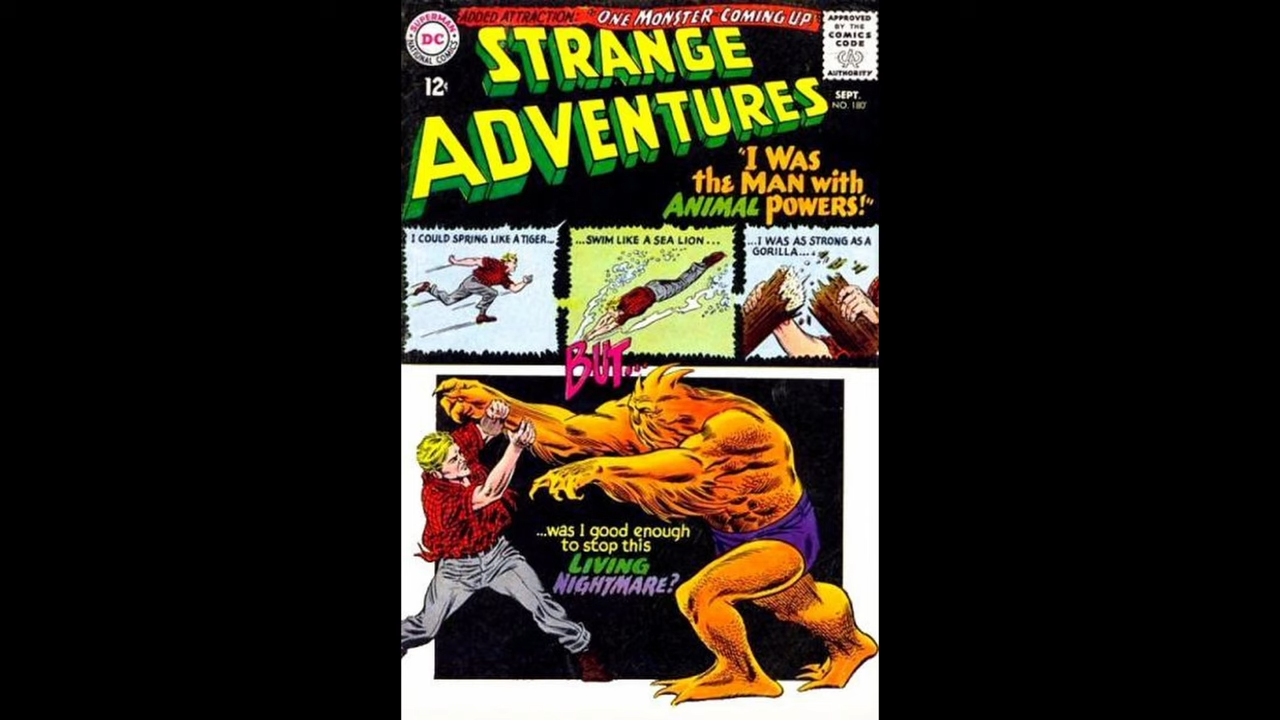 ADDED ATTRACTION: "ONE MONSTER COMING UP"
SUPERMAN
DC
NATIONAL COMICS
APPROVED
BY THE
COMICS
CODE
AUTHORITY
STRANGE
12¢
SEPT.
NO. 180
ADVENTURES
"I WAS
the MAN with
ANIMAL POWERS!"
I COULD SPRING LIKE A TIGER...
...SWIM LIKE A SEA LION...
...I WAS AS STRONG AS A
GORILLA...
BUT...
...was I good enough
to stop this
LIVING
NIGHTMARE?